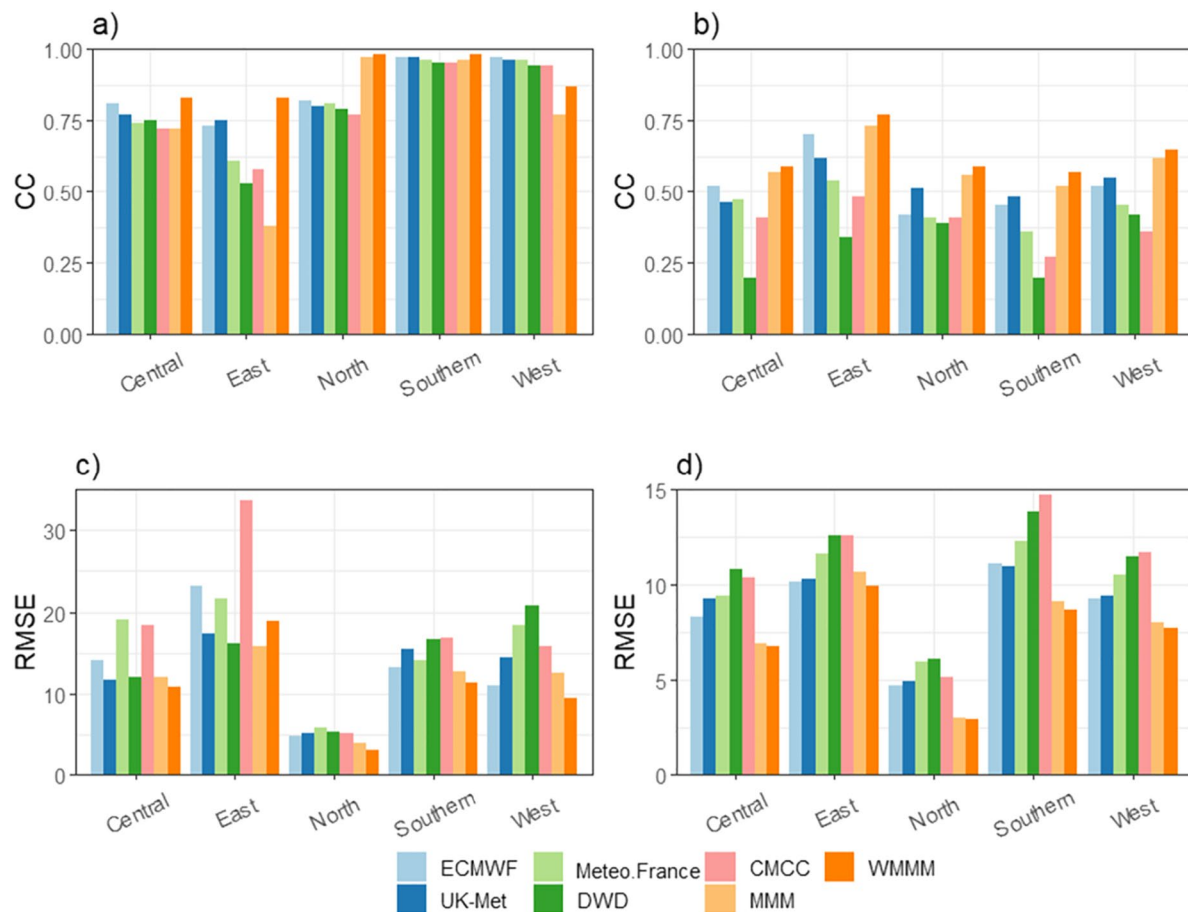 a)
CC
1.00
0.75
0.50
0.25
0.00
Central
East
North
Southern
West
b)
CC
1.00
0.75
0.50
0.25
0.00
Central
East
North
Southern
West
c)
RMSE
30
20
10
0
Central
East
North
Southern
West
d)
RMSE
15
10
5
0
Central
East
North
Southern
West
ECMWF Meteo.France CMCC WMMM
UK-Met DWD MMM